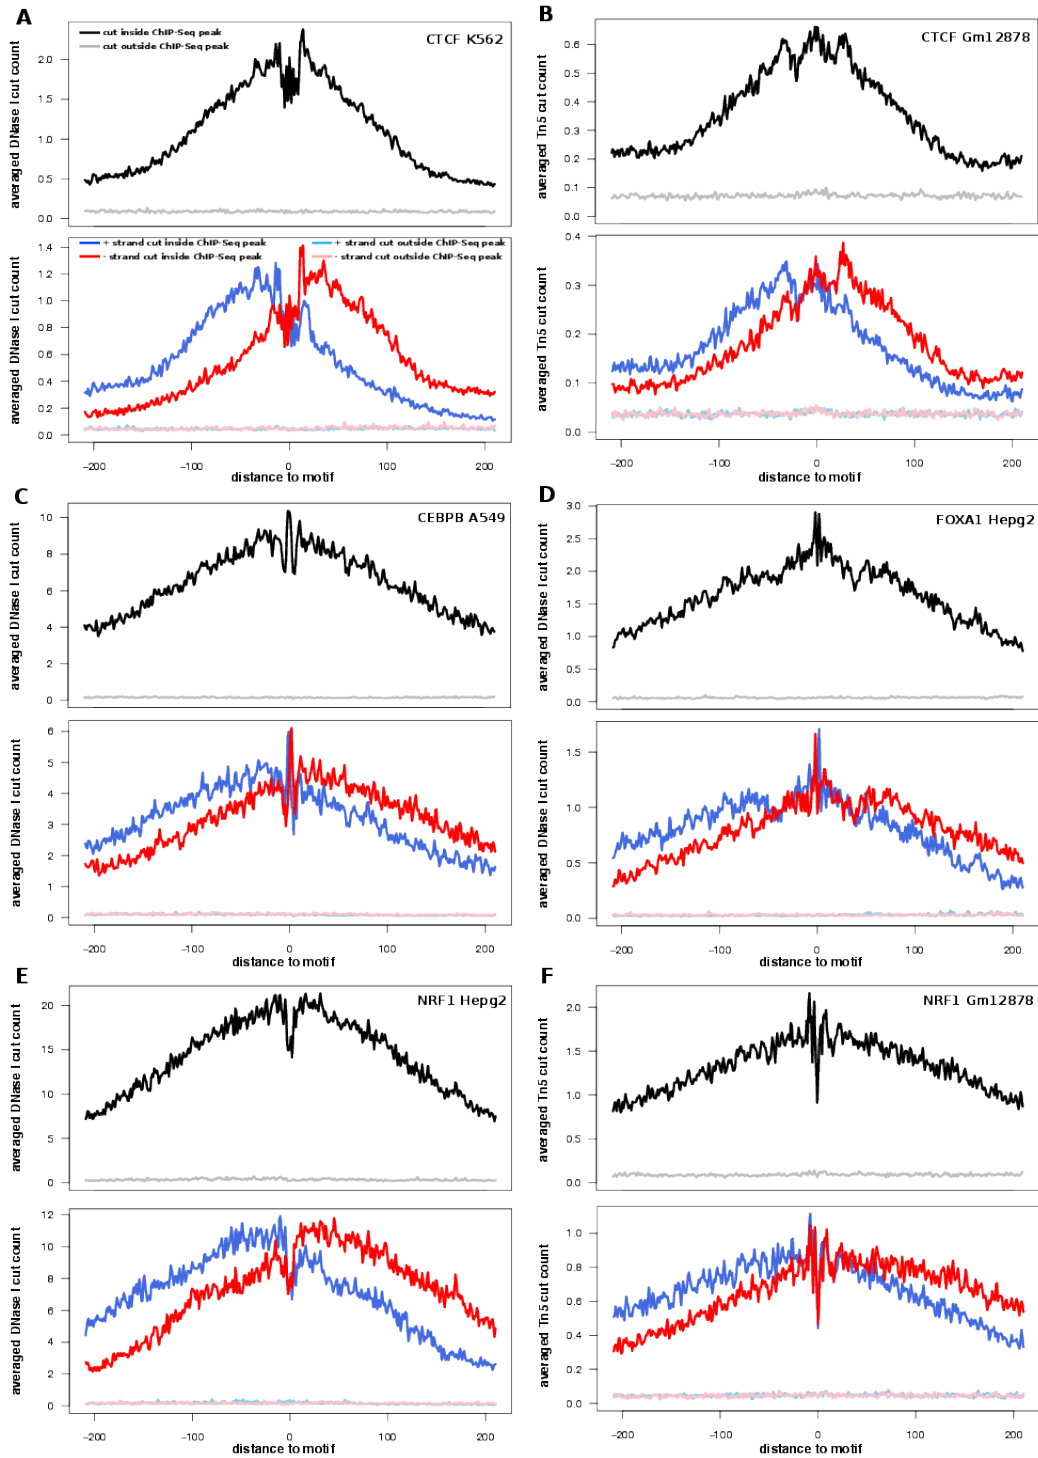 A
cut inside ChIP-Seq peak
cut outside ChIP-Seq peak
CTCF K562
averaged DNase I cut count
2.0
1.5
1.0
0.5
0.0
+ strand cut inside ChIP-Seq peak
- strand cut inside ChIP-Seq peak
+ strand cut outside ChIP-Seq peak
- strand cut outside ChIP-Seq peak
averaged DNase I cut count
1.4
1.2
1.0
0.8
0.6
0.4
0.2
0.0
−200 −100 0 100 200
distance to motif
B
CTCF Gm12878
averaged Tn5 cut count
0.6
0.5
0.4
0.3
0.2
0.1
0.0
averaged Tn5 cut count
0.4
0.3
0.2
0.1
0.0
−200 −100 0 100 200
distance to motif
C
CEBPB A549
averaged DNase I cut count
10
8
6
4
2
0
averaged DNase I cut count
6
5
4
3
2
1
0
−200 −100 0 100 200
distance to motif
D
FOXA1 Hepg2
averaged DNase I cut count
3.0
2.5
2.0
1.5
1.0
0.5
0.0
averaged DNase I cut count
1.5
1.0
0.5
0.0
−200 −100 0 100 200
distance to motif
E
NRF1 Hepg2
averaged DNase I cut count
20
15
10
5
0
averaged DNase I cut count
12
10
8
6
4
2
0
−200 −100 0 100 200
distance to motif
F
NRF1 Gm12878
averaged Tn5 cut count
2.0
1.5
1.0
0.5
0.0
averaged Tn5 cut count
1.0
0.8
0.6
0.4
0.2
0.0
−200 −100 0 100 200
distance to motif